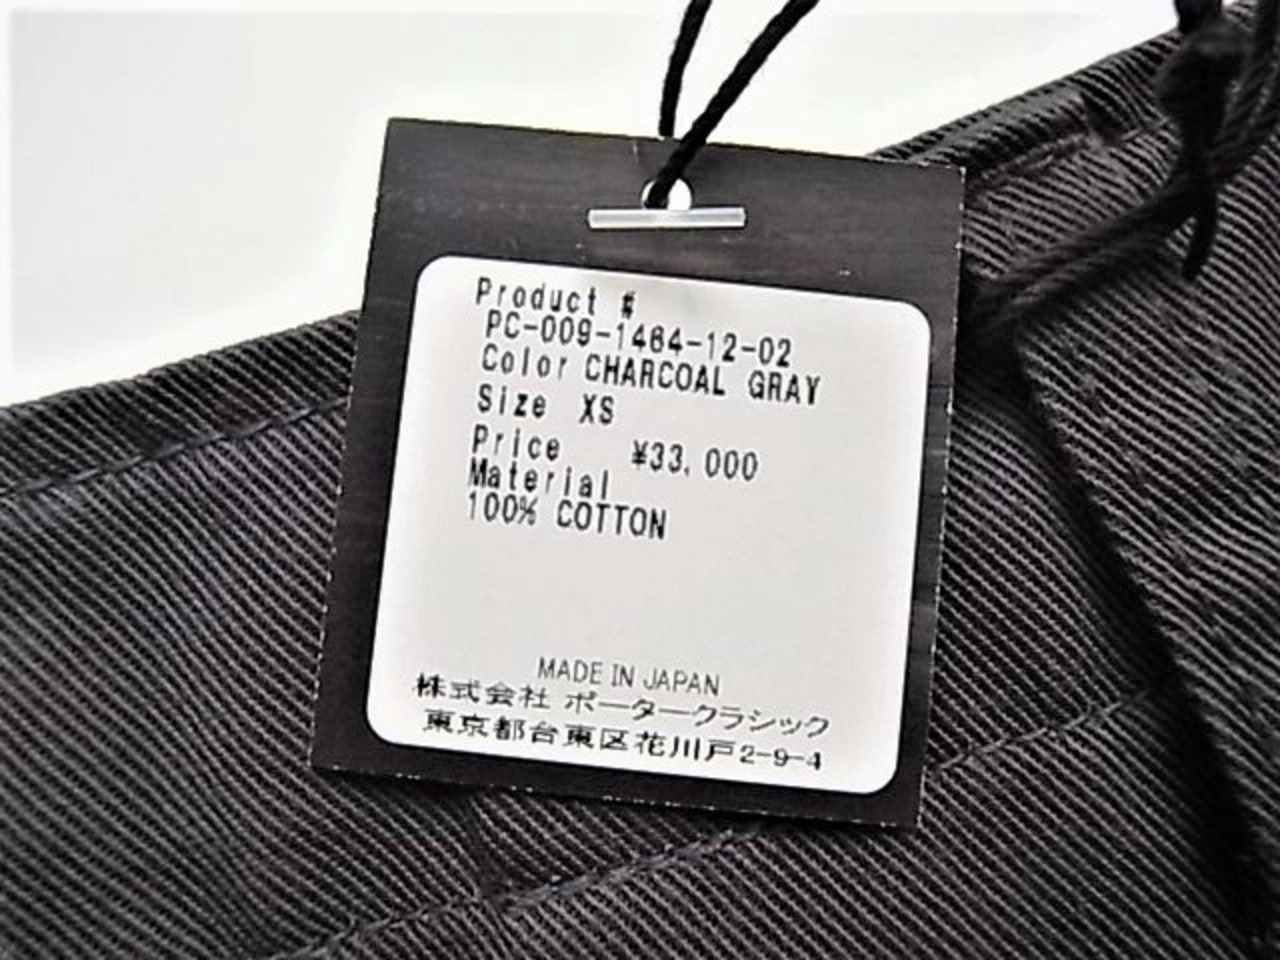 Product #
PC-009-1464-12-02
Color CHARCOAL GRAY
Size XS
Price ¥33,000
Material
100% COTTON
MADE IN JAPAN
株式会社 ポータークラシック
東京都台東区花川戸2-9-4